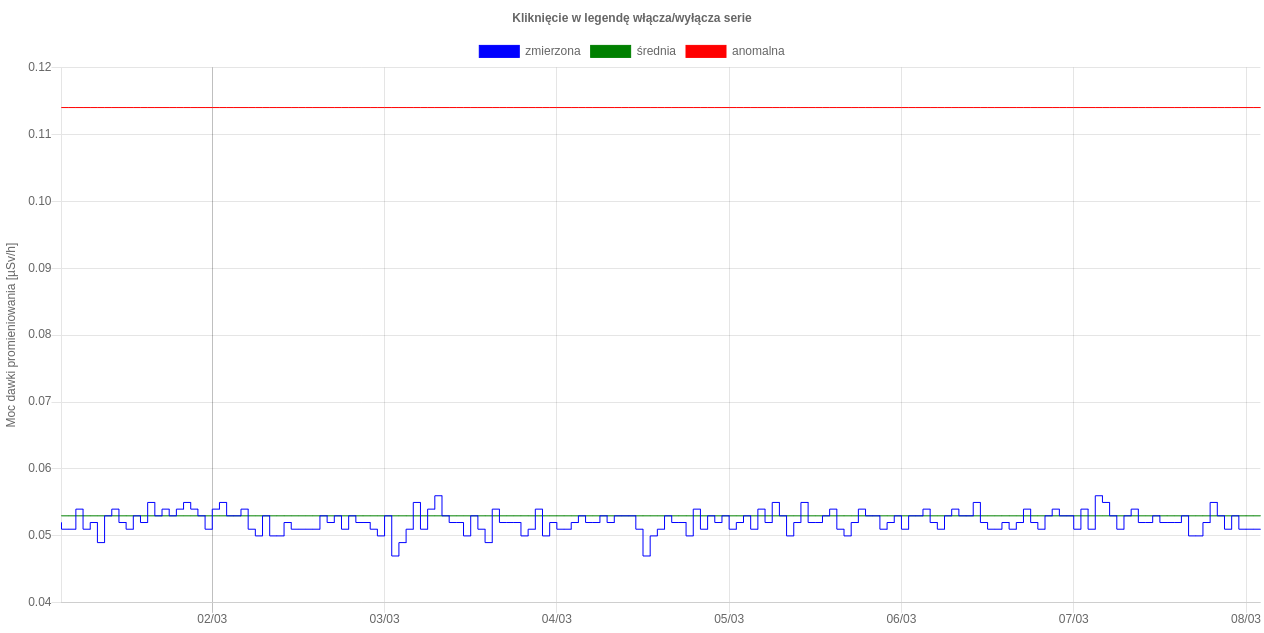 Kliknięcie w legendę włącza/wyłącza serie
zmierzona średnia anomalna
Moc dawki promieniowania [µSv/h]
0.12
0.11
0.10
0.09
0.08
0.07
0.06
0.05
0.04
02/03 03/03 04/03 05/03 06/03 07/03 08/03